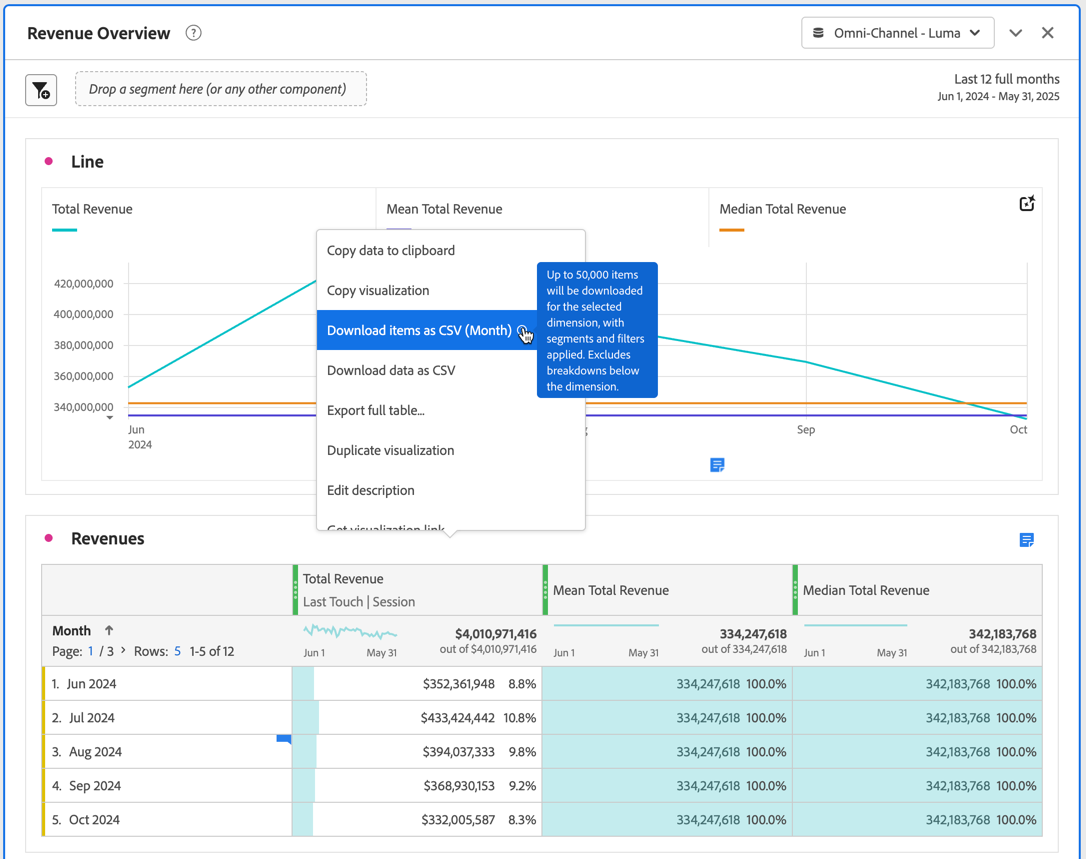 Revenue Overview ?
Omni-Channel - Luma
Drop a segment here (or any other component)
Last 12 full months
Jun 1, 2024 - May 31, 2025
Line
Total Revenue
Mean Total Revenue
Median Total Revenue
Copy data to clipboard
Copy visualization
Download items as CSV (Month)
Download data as CSV
Export full table...
Duplicate visualization
Edit description
Get visualization link
Up to 50,000 items
will be downloaded
for the selected
dimension, with
segments and filters
applied. Excludes
breakdowns below
the dimension.
420,000,000
400,000,000
380,000,000
360,000,000
340,000,000
Jun
2024
Sep
Oct
Revenues
Total Revenue
Last Touch | Session
Mean Total Revenue
Median Total Revenue
Month
Page: 1 / 3 > Rows: 5 1-5 of 12
Jun 1 May 31
$4,010,971,416
out of $4,010,971,416
Jun 1 May 31
334,247,618
out of 334,247,618
Jun 1 May 31
342,183,768
out of 342,183,768
1. Jun 2024 $352,361,948 8.8% 334,247,618 100.0% 342,183,768 100.0%
2. Jul 2024 $433,424,442 10.8% 334,247,618 100.0% 342,183,768 100.0%
3. Aug 2024 $394,037,333 9.8% 334,247,618 100.0% 342,183,768 100.0%
4. Sep 2024 $368,930,153 9.2% 334,247,618 100.0% 342,183,768 100.0%
5. Oct 2024 $332,005,587 8.3% 334,247,618 100.0% 342,183,768 100.0%